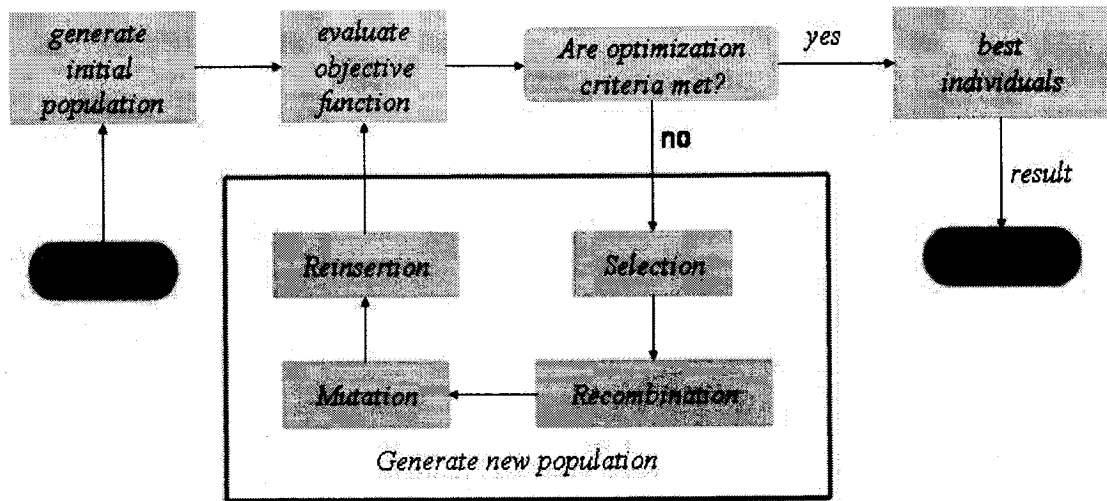 generate
initial
population
evaluate
objective
function
Are optimization
criteria met?
yes
best
individuals
no
result
Reinsertion
Selection
Mutation
Recombination
Generate new population